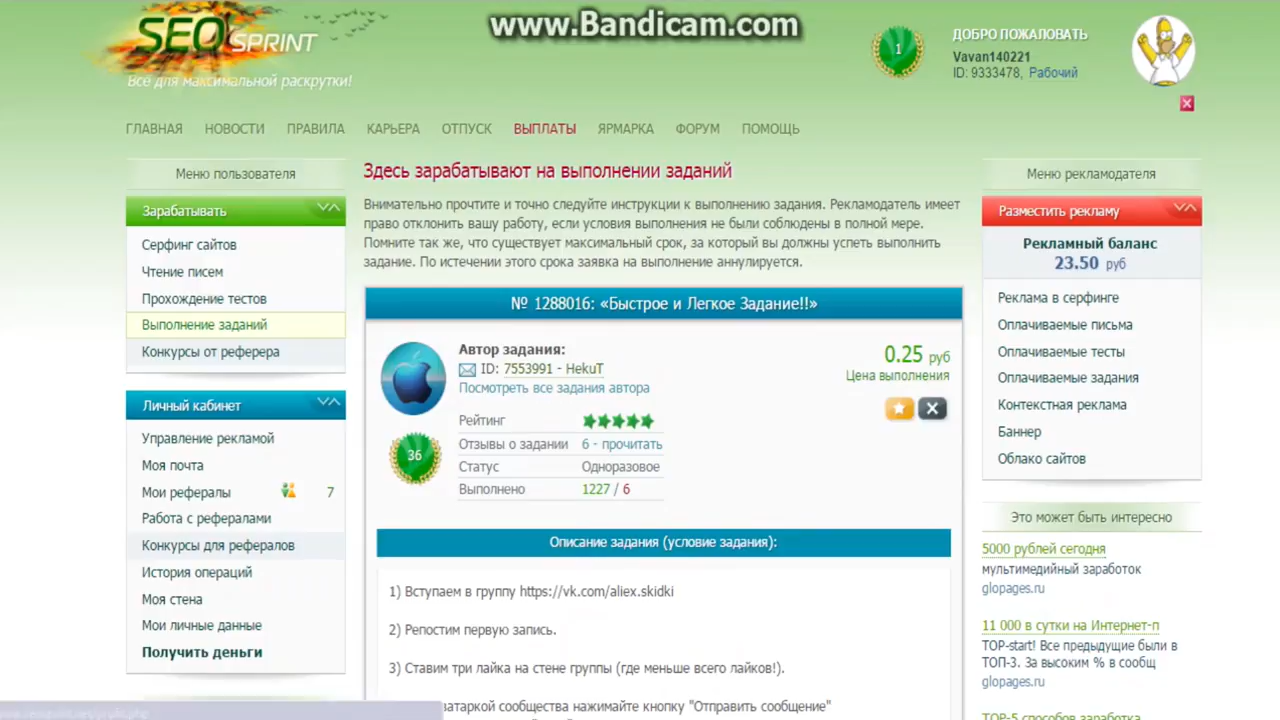 www.Bandicam.com
SEO SPRINT
Все для максимальной раскрутки!
1
ДОБРО ПОЖАЛОВАТЬ
Vavan140221
ID: 9333478, Рабочий
ГЛАВНАЯ НОВОСТИ ПРАВИЛА КАРЬЕРА ОТПУСК ВЫПЛАТЫ ЯРМАРКА ФОРУМ ПОМОЩЬ
Меню пользователя
Зарабатывать
Серфинг сайтов
Чтение писем
Прохождение тестов
Выполнение заданий
Конкурсы от реферера
Личный кабинет
Управление рекламой
Моя почта
Мои рефералы 7
Работа с рефералами
Конкурсы для рефералов
История операций
Моя стена
Мои личные данные
Получить деньги
Здесь зарабатывают на выполнении заданий
Внимательно прочтите и точно следуйте инструкции к выполнению задания. Рекламодатель имеет
право отклонить вашу работу, если условия выполнения не были соблюдены в полной мере.
Помните так же, что существует максимальный срок, за который вы должны успеть выполнить
задание. По истечении этого срока заявка на выполнение аннулируется.
№ 1288016: «Быстрое и Легкое Задание!!»
Автор задания:
ID: 7553991 - HekuT
Посмотреть все задания автора
0.25 руб
Цена выполнения
36
Рейтинг
Отзывы о задании 6 - прочитать
Статус Одноразовое
Выполнено 1227 / 6
Описание задания (условие задания):
1) Вступаем в группу https://vk.com/aliex.skidki
2) Репостим первую запись.
3) Ставим три лайка на стене группы (где меньше всего лайков!).
ватаркой сообщества нажимайте кнопку "Отправить сообщение"
Меню рекламодателя
Разместить рекламу
Рекламный баланс
23.50 руб
Реклама в серфинге
Оплачиваемые письма
Оплачиваемые тесты
Оплачиваемые задания
Контекстная реклама
Баннер
Облако сайтов
Это может быть интересно
5000 рублей сегодня
мультимедийный заработок
glopages.ru
11 000 в сутки на Интернет-п
TOP-start! Все предыдущие были в
ТОП-3. За высоким % в сообщ
glopages.ru
TOP-5 способов заработка